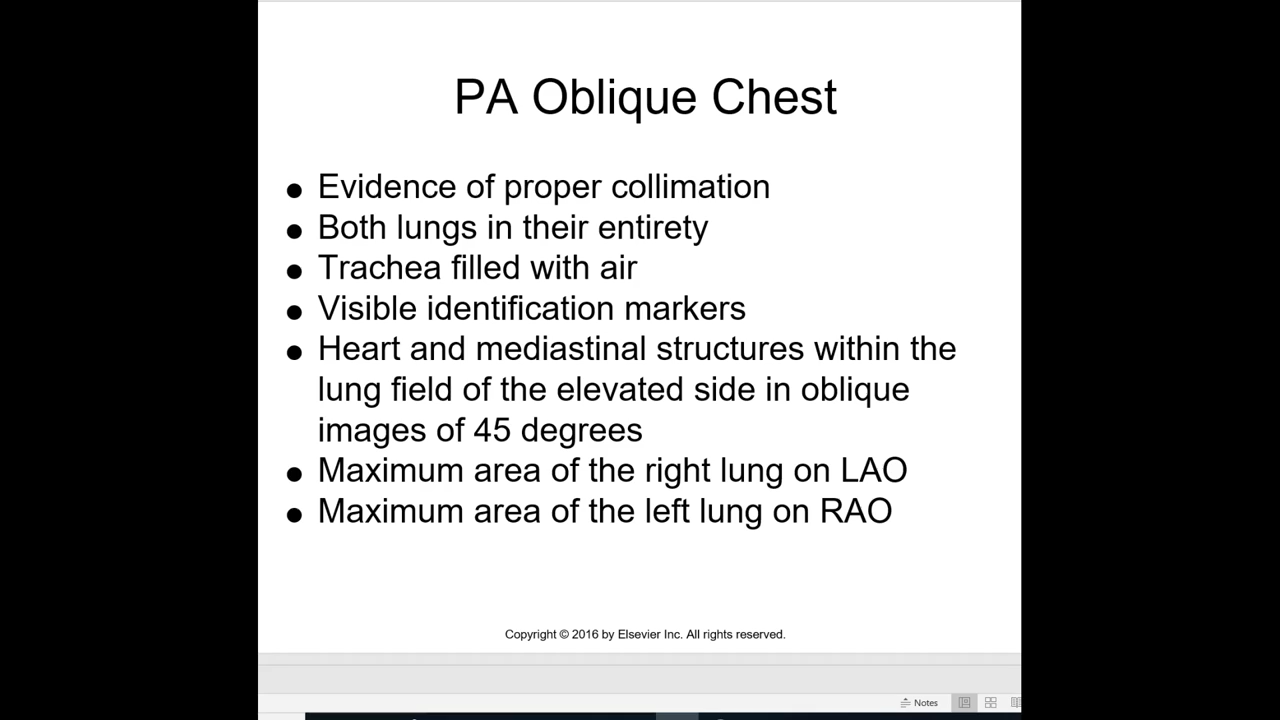 PA Oblique Chest
● Evidence of proper collimation
● Both lungs in their entirety
● Trachea filled with air
● Visible identification markers
● Heart and mediastinal structures within the
lung field of the elevated side in oblique
images of 45 degrees
● Maximum area of the right lung on LAO
● Maximum area of the left lung on RAO
Copyright © 2016 by Elsevier Inc. All rights reserved.
Notes